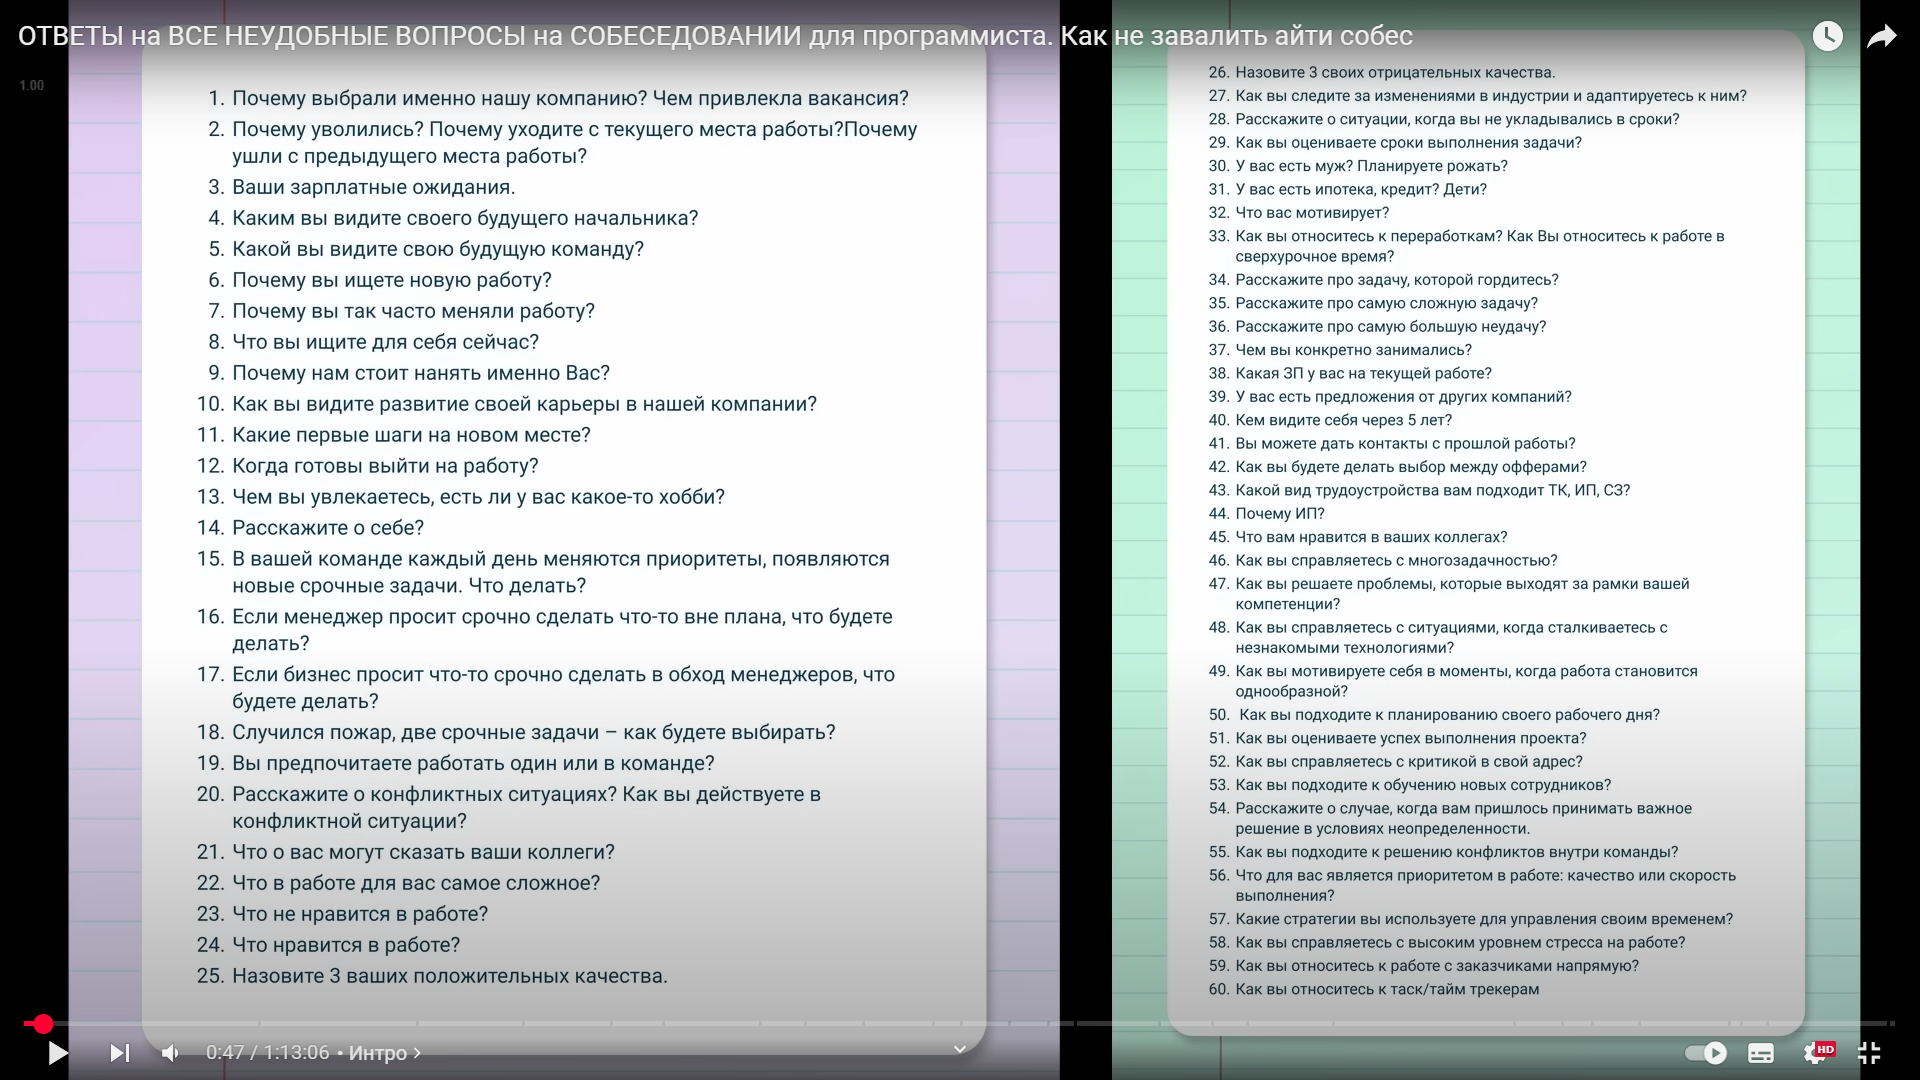 ОТВЕТЫ на ВСЕ НЕУДОБНЫЕ ВОПРОСЫ на СОБЕСЕДОВАНИИ для программиста. Как не завалить айти собес
1.00
1. Почему выбрали именно нашу компанию? Чем привлекла вакансия?
2. Почему уволились? Почему уходите с текущего места работы?Почему
ушли с предыдущего места работы?
3. Ваши зарплатные ожидания.
4. Каким вы видите своего будущего начальника?
5. Какой вы видите свою будущую команду?
6. Почему вы ищете новую работу?
7. Почему вы так часто меняли работу?
8. Что вы ищите для себя сейчас?
9. Почему нам стоит нанять именно Вас?
10. Как вы видите развитие своей карьеры в нашей компании?
11. Какие первые шаги на новом месте?
12. Когда готовы выйти на работу?
13. Чем вы увлекаетесь, есть ли у вас какое-то хобби?
14. Расскажите о себе?
15. В вашей команде каждый день меняются приоритеты, появляются
новые срочные задачи. Что делать?
16. Если менеджер просит срочно сделать что-то вне плана, что будете
делать?
17. Если бизнес просит что-то срочно сделать в обход менеджеров, что
будете делать?
18. Случился пожар, две срочные задачи – как будете выбирать?
19. Вы предпочитаете работать один или в команде?
20. Расскажите о конфликтных ситуациях? Как вы действуете в
конфликтной ситуации?
21. Что о вас могут сказать ваши коллеги?
22. Что в работе для вас самое сложное?
23. Что не нравится в работе?
24. Что нравится в работе?
25. Назовите 3 ваших положительных качества.
26. Назовите 3 своих отрицательных качества.
27. Как вы следите за изменениями в индустрии и адаптируетесь к ним?
28. Расскажите о ситуации, когда вы не укладывались в сроки?
29. Как вы оцениваете сроки выполнения задачи?
30. У вас есть муж? Планируете рожать?
31. У вас есть ипотека, кредит? Дети?
32. Что вас мотивирует?
33. Как вы относитесь к переработкам? Как Вы относитесь к работе в
сверхурочное время?
34. Расскажите про задачу, которой гордитесь?
35. Расскажите про самую сложную задачу?
36. Расскажите про самую большую неудачу?
37. Чем вы конкретно занимались?
38. Какая ЗП у вас на текущей работе?
39. У вас есть предложения от других компаний?
40. Кем видите себя через 5 лет?
41. Вы можете дать контакты с прошлой работы?
42. Как вы будете делать выбор между офферами?
43. Какой вид трудоустройства вам подходит ТК, ИП, СЗ?
44. Почему ИП?
45. Что вам нравится в ваших коллегах?
46. Как вы справляетесь с многозадачностью?
47. Как вы решаете проблемы, которые выходят за рамки вашей
компетенции?
48. Как вы справляетесь с ситуациями, когда сталкиваетесь с
незнакомыми технологиями?
49. Как вы мотивируете себя в моменты, когда работа становится
однообразной?
50. Как вы подходите к планированию своего рабочего дня?
51. Как вы оцениваете успех выполнения проекта?
52. Как вы справляетесь с критикой в свой адрес?
53. Как вы подходите к обучению новых сотрудников?
54. Расскажите о случае, когда вам пришлось принимать важное
решение в условиях неопределенности.
55. Как вы подходите к решению конфликтов внутри команды?
56. Что для вас является приоритетом в работе: качество или скорость
выполнения?
57. Какие стратегии вы используете для управления своим временем?
58. Как вы справляетесь с высоким уровнем стресса на работе?
59. Как вы относитесь к работе с заказчиками напрямую?
60. Как вы относитесь к таск/тайм трекерам
0:47 / 1:13:06 • Интро
HD